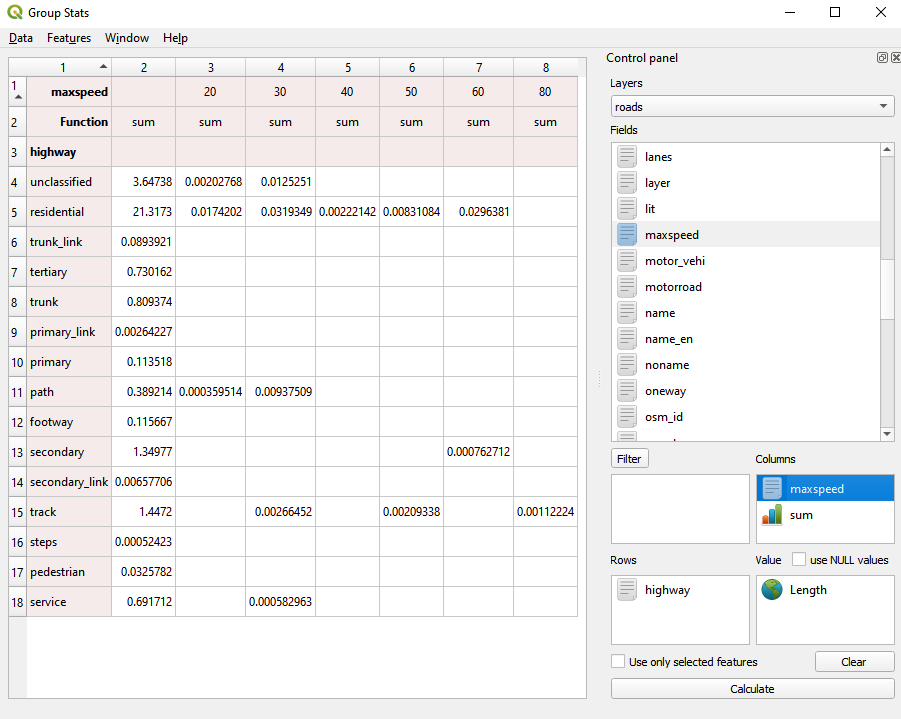 Group Stats
Data Features Window Help
1 2 3 4 5 6 7 8
1 maxspeed 20 30 40 50 60 80
2 Function sum sum sum sum sum sum sum
3 highway
4 unclassified 3.64738 0.00202768 0.0125251
5 residential 21.3173 0.0174202 0.0319349 0.00222142 0.00831084 0.0296381
6 trunk_link 0.0893921
7 tertiary 0.730162
8 trunk 0.809374
9 primary_link 0.00264227
10 primary 0.113518
11 path 0.389214 0.000359514 0.00937509
12 footway 0.115667
13 secondary 1.34977 0.000762712
14 secondary_link 0.00657706
15 track 1.4472 0.00266452 0.00209338 0.00112224
16 steps 0.00052423
17 pedestrian 0.0325782
18 service 0.691712 0.000582963
Control panel
Layers
roads
Fields
lanes
layer
lit
maxspeed
motor_vehi
motorroad
name
name_en
noname
oneway
osm_id
Filter
Columns
maxspeed
sum
Rows
highway
Value use NULL values
Length
Use only selected features
Clear
Calculate